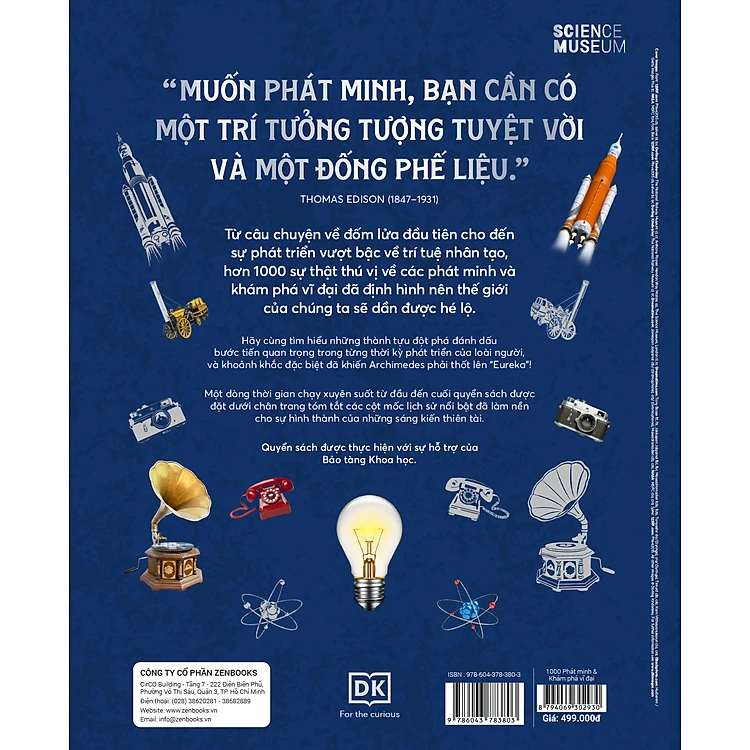 SCIENCE
MUSEUM
“MUỐN PHÁT MINH, BẠN CẦN CÓ
MỘT TRÍ TƯỞNG TƯỢNG TUYỆT VỜI
VÀ MỘT ĐỐNG PHẾ LIỆU.”
THOMAS EDISON (1847–1931)
Từ câu chuyện về đốm lửa đầu tiên cho đến
sự phát triển vượt bậc về trí tuệ nhân tạo,
hơn 1000 sự thật thú vị về các phát minh và
khám phá vĩ đại đã định hình nên thế giới
của chúng ta sẽ dần được hé lộ.
Hãy cùng tìm hiểu những thành tựu đột phá đánh dấu
bước tiến quan trọng trong từng thời kỳ phát triển của loài người,
và khoảnh khắc đặc biệt đã khiến Archimedes phải thốt lên “Eureka”!
Một dòng thời gian chạy xuyên suốt từ đầu đến cuối quyển sách được
đặt dưới chân trang tóm tắt các cột mốc lịch sử nổi bật đã làm nền
cho sự hình thành của những sáng kiến thiên tài.
Quyển sách được thực hiện với sự hỗ trợ của
Bảo tàng Khoa học.
CÔNG TY CỔ PHẦN ZENBOOKS
CirCO Building - Tầng 7 - 222 Điện Biên Phủ,
Phường Võ Thị Sáu, Quận 3, TP. Hồ Chí Minh
Điện thoại: (028) 38620281 - 38682889
Website: www.zenbooks.vn
Email: info@zenbooks.vn
DK
For the curious
ISBN: 978-604-378-380-3
9 786043 783803
1000 Phát minh &
Khám phá vĩ đại
8 794069 302930
Giá: 499.000đ